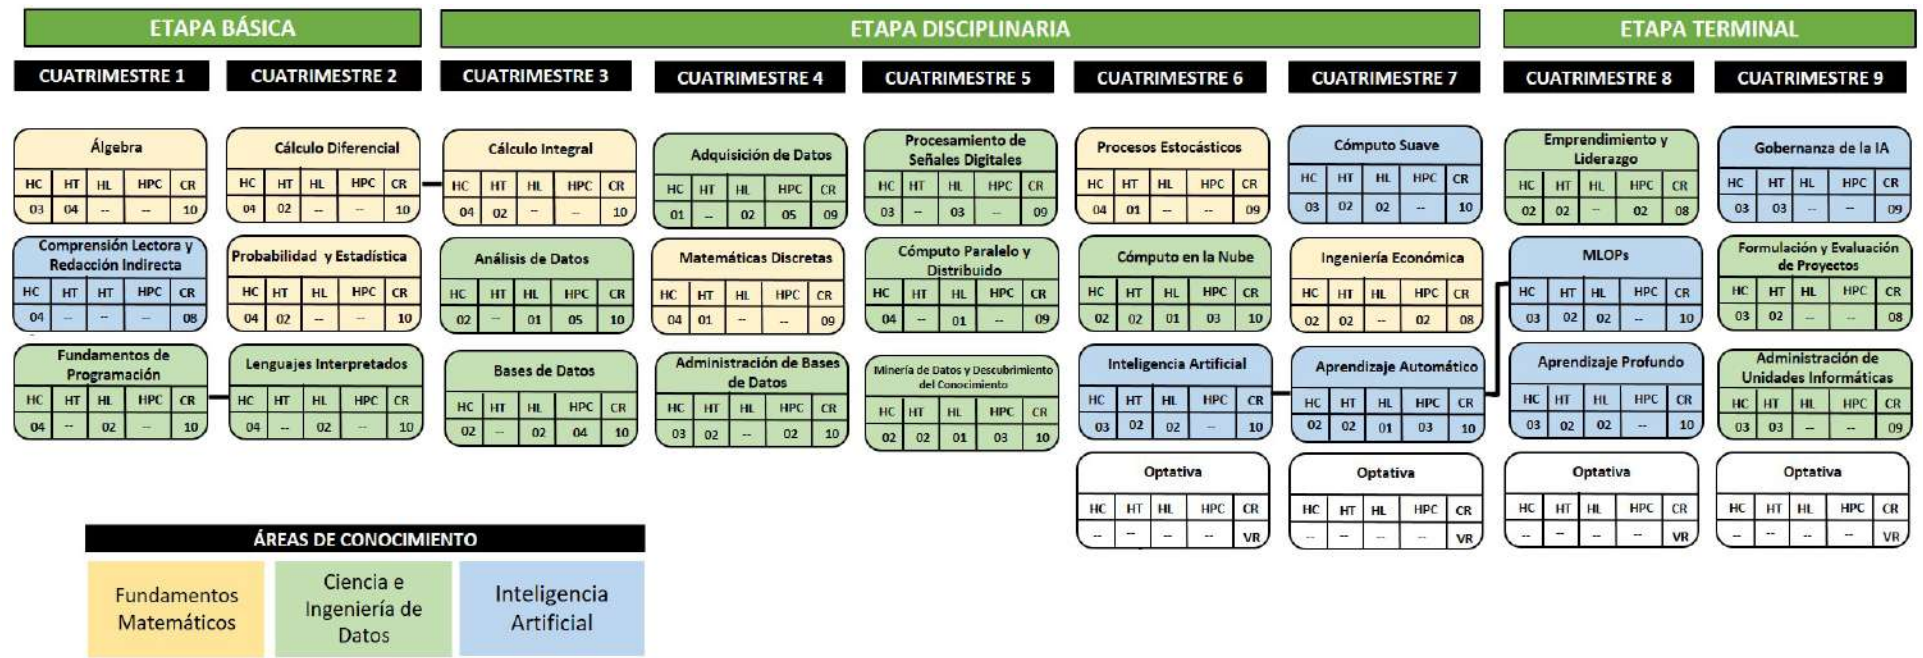 ETAPA BÁSICA
ETAPA DISCIPLINARIA
ETAPA TERMINAL
CUATRIMESTRE 1
CUATRIMESTRE 2
CUATRIMESTRE 3
CUATRIMESTRE 4
CUATRIMESTRE 5
CUATRIMESTRE 6
CUATRIMESTRE 7
CUATRIMESTRE 8
CUATRIMESTRE 9
Álgebra
HC HT HL HPC CR
03 04 -- -- 10
Comprensión Lectora y
Redacción Indirecta
HC HT HT HPC CR
04 -- -- -- 08
Fundamentos de
Programación
HC HT HL HPC CR
04 -- 02 -- 10
Cálculo Diferencial
HC HT HL HPC CR
04 02 -- -- 10
Probabilidad y Estadística
HC HT HL HPC CR
04 02 -- -- 10
Lenguajes Interpretados
HC HT HL HPC CR
04 -- 02 -- 10
Cálculo Integral
HC HT HL HPC CR
04 02 -- -- 10
Análisis de Datos
HC HT HL HPC CR
02 -- 01 05 10
Bases de Datos
HC HT HL HPC CR
02 -- 02 04 10
Adquisición de Datos
HC HT HL HPC CR
01 -- 02 05 09
Matemáticas Discretas
HC HT HL HPC CR
04 01 -- -- 09
Administración de Bases
de Datos
HC HT HL HPC CR
03 02 -- 02 10
Procesamiento de
Señales Digitales
HC HT HL HPC CR
03 -- 03 -- 09
Cómputo Paralelo y
Distribuido
HC HT HL HPC CR
04 -- 01 -- 09
Minería de Datos y Descubrimiento
del Conocimiento
HC HT HL HPC CR
02 02 01 03 10
Procesos Estocásticos
HC HT HL HPC CR
04 01 -- -- 09
Cómputo en la Nube
HC HT HL HPC CR
02 02 01 03 10
Inteligencia Artificial
HC HT HL HPC CR
03 02 02 -- 10
Optativa
HC HT HL HPC CR
-- -- -- -- VR
Cómputo Suave
HC HT HL HPC CR
03 02 02 -- 10
Ingeniería Económica
HC HT HL HPC CR
02 02 -- 02 08
Aprendizaje Automático
HC HT HL HPC CR
02 02 01 03 10
Optativa
HC HT HL HPC CR
-- -- -- -- VR
Emprendimiento y
Liderazgo
HC HT HL HPC CR
02 02 -- 02 08
MLOPs
HC HT HL HPC CR
03 02 02 -- 10
Aprendizaje Profundo
HC HT HL HPC CR
03 02 02 -- 10
Optativa
HC HT HL HPC CR
-- -- -- -- VR
Gobernanza de la IA
HC HT HL HPC CR
03 03 -- -- 09
Formulación y Evaluación
de Proyectos
HC HT HL HPC CR
03 02 -- -- 08
Administración de
Unidades Informáticas
HC HT HL HPC CR
03 03 -- -- 09
Optativa
HC HT HL HPC CR
-- -- -- -- VR
ÁREAS DE CONOCIMIENTO
Fundamentos
Matemáticos
Ciencia e
Ingeniería de
Datos
Inteligencia
Artificial